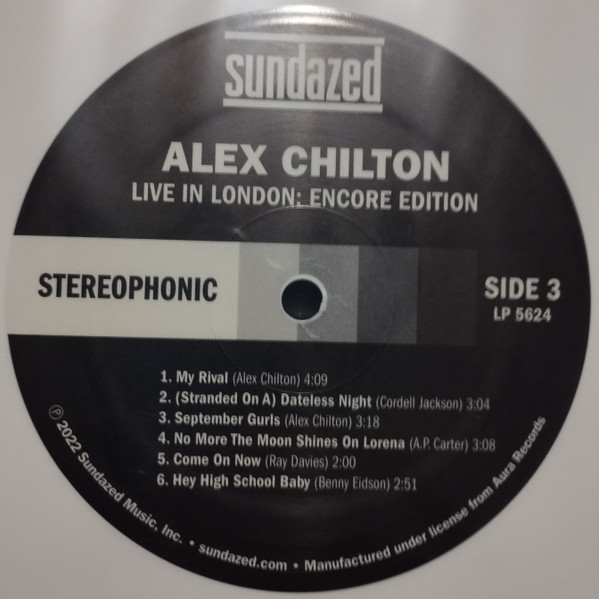 sundazed
ALEX CHILTON
LIVE IN LONDON: ENCORE EDITION
STEREOPHONIC
SIDE 3
LP 5624
1. My Rival (Alex Chilton) 4:09
2. (Stranded On A) Dateless Night (Cordell Jackson) 3:04
3. September Gurls (Alex Chilton) 3:18
4. No More The Moon Shines On Lorena (A.P. Carter) 3:08
5. Come On Now (Ray Davies) 2:00
6. Hey High School Baby (Benny Eidson) 2:51
℗ 2022 Sundazed Music, Inc. • sundazed.com • Manufactured under license from Aura Records